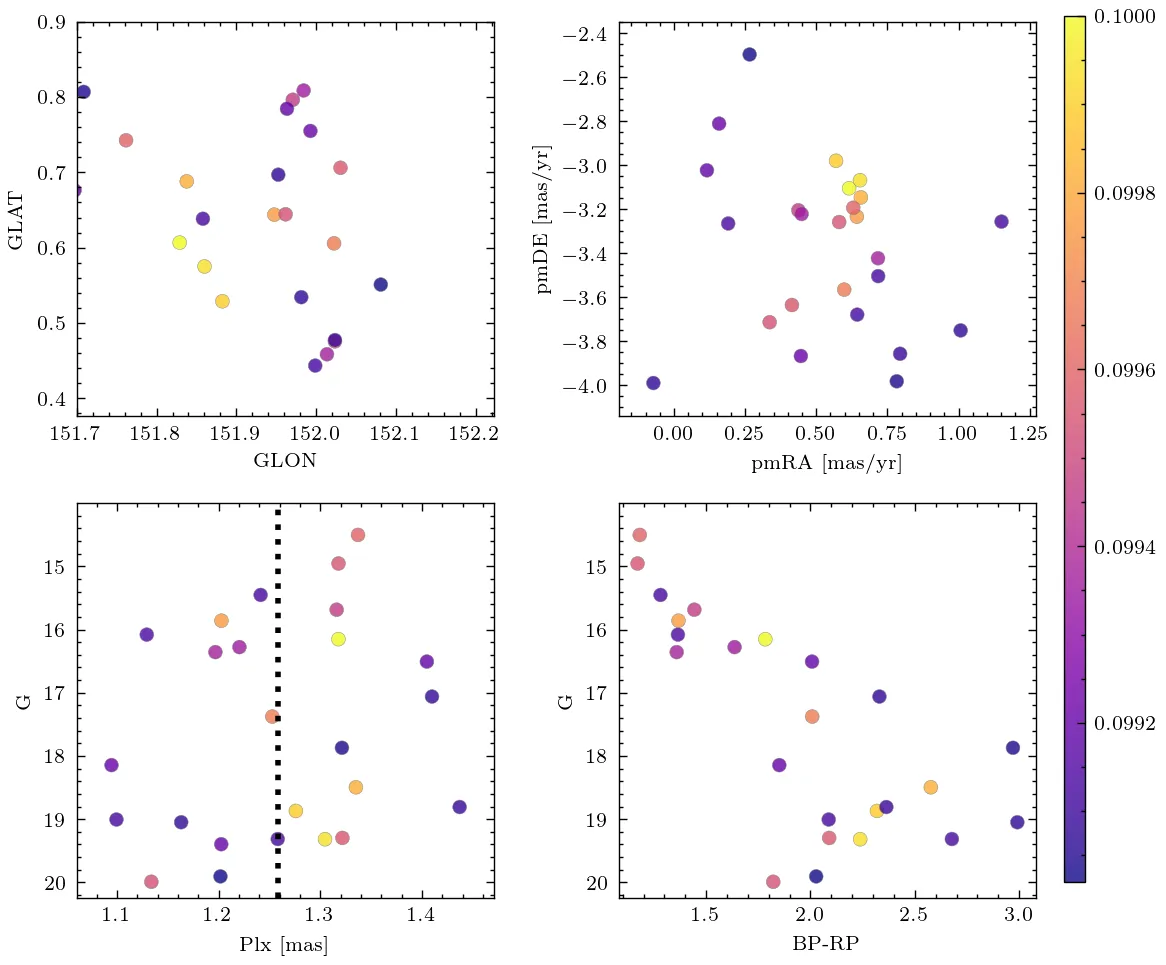 0.9
0.8
0.7
0.6
0.5
0.4
GLAT
151.7 151.8 151.9 152.0 152.1 152.2
GLON
−2.4
−2.6
−2.8
−3.0
−3.2
−3.4
−3.6
−3.8
−4.0
pmDE [mas/yr]
0.00 0.25 0.50 0.75 1.00 1.25
pmRA [mas/yr]
15
16
17
18
19
20
G
1.1 1.2 1.3 1.4
Plx [mas]
15
16
17
18
19
20
G
1.5 2.0 2.5 3.0
BP-RP
0.1000
0.0998
0.0996
0.0994
0.0992